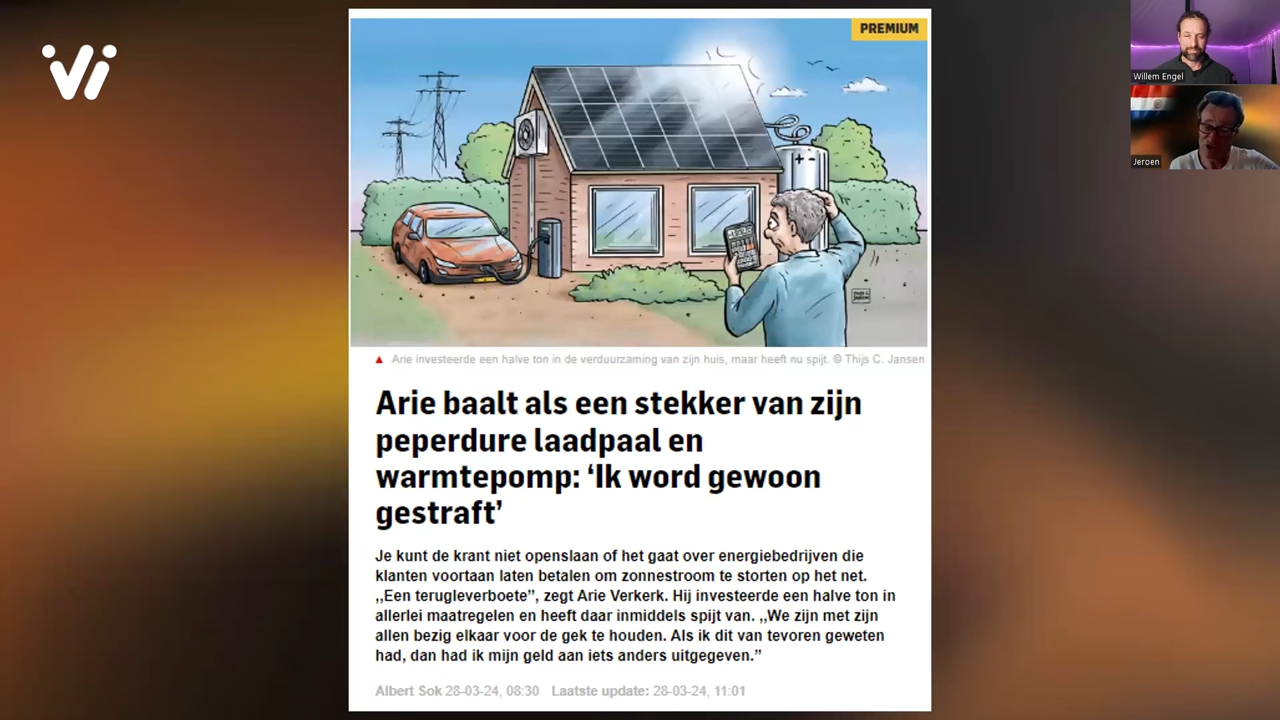 Vi
PREMIUM
Willem Engel
Jeroen
+ -
▲ Arie investeerde een halve ton in de verduurzaming van zijn huis, maar heeft nu spijt. © Thijs C. Jansen
Arie baalt als een stekker van zijn
peperdure laadpaal en
warmtepomp: ‘Ik word gewoon
gestraft’
Je kunt de krant niet openslaan of het gaat over energiebedrijven die
klanten voortaan laten betalen om zonnestroom te storten op het net.
,,Een terugleverboete”, zegt Arie Verkerk. Hij investeerde een halve ton in
allerlei maatregelen en heeft daar inmiddels spijt van. ,,We zijn met zijn
allen bezig elkaar voor de gek te houden. Als ik dit van tevoren geweten
had, dan had ik mijn geld aan iets anders uitgegeven.”
Albert Sok 28-03-24, 08:30 Laatste update: 28-03-24, 11:01